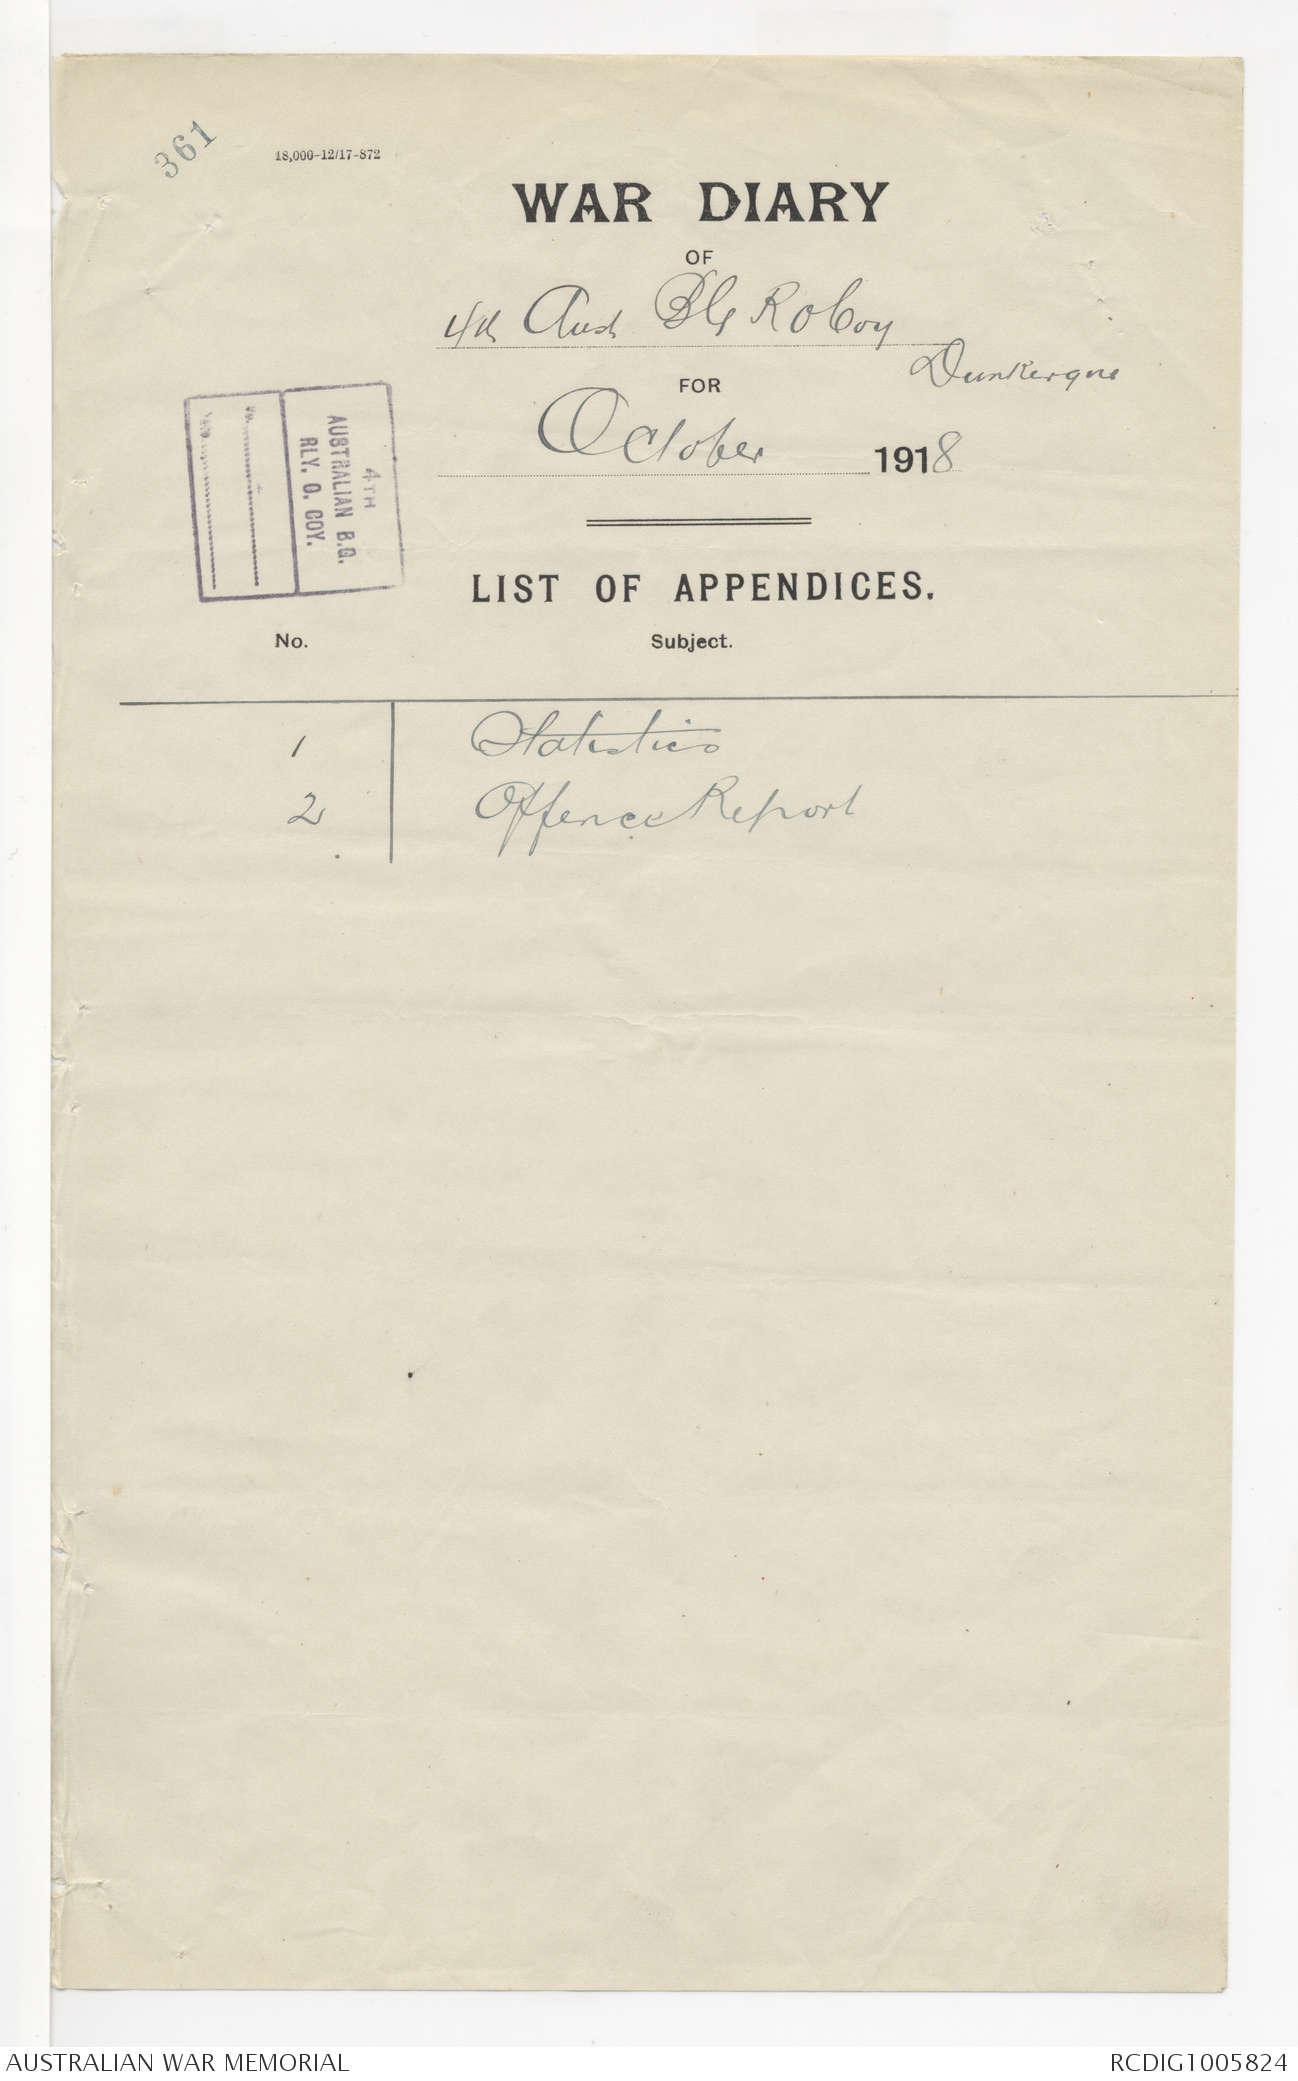 361
18,000-12/17-872
WAR DIARY
OF
4th Aust BG R O Coy
Dunkerque
FOR
October 1918
4TH
AUSTRALIAN B.G.
RLY. O. COY.
No.
LIST OF APPENDICES.
No. Subject.
1 Statistics
2 Offence Report
AUSTRALIAN WAR MEMORIAL
RCDIG1005824